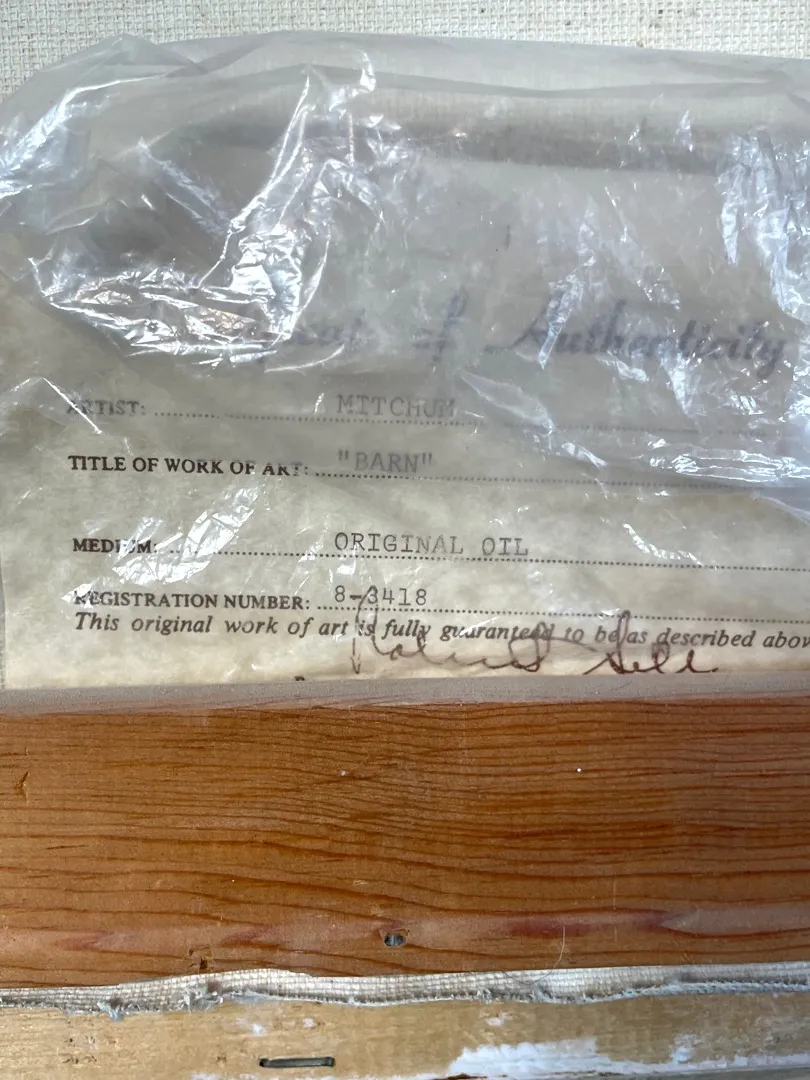 of Authenticity
ARTIST: MITCHUM
TITLE OF WORK OF ART: "BARN"
MEDIUM: ORIGINAL OIL
REGISTRATION NUMBER: 8-3418
This original work of art is fully guaranteed to be as described